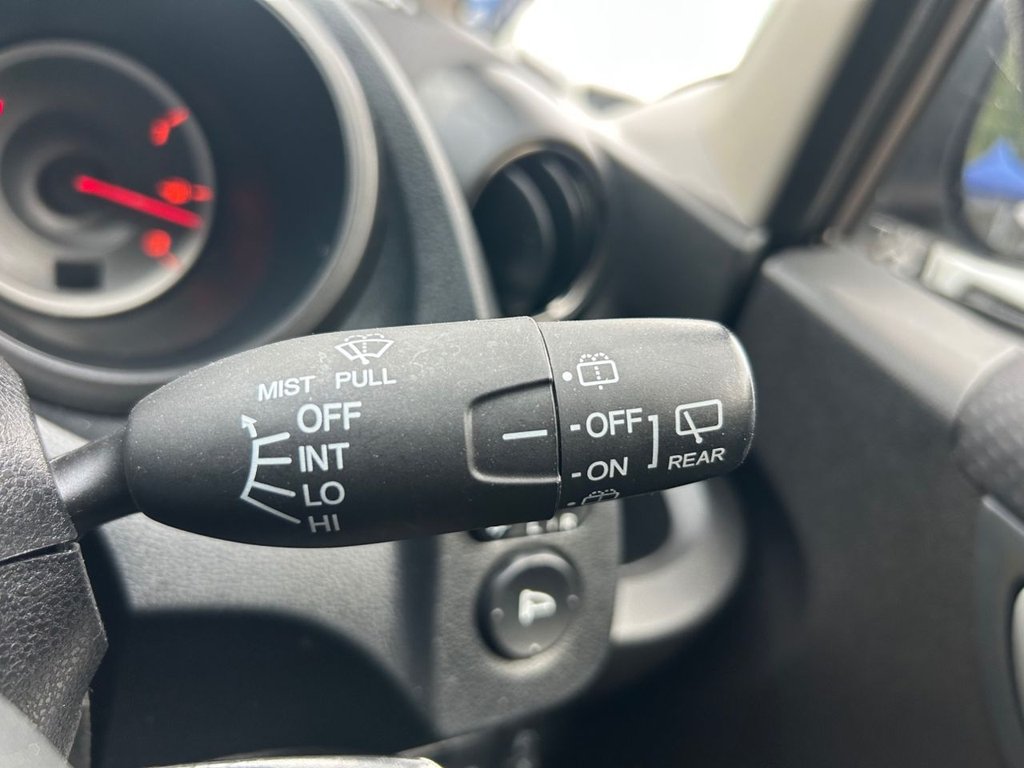 MIST PULL
OFF
INT
LO
HI
OFF
ON
REAR